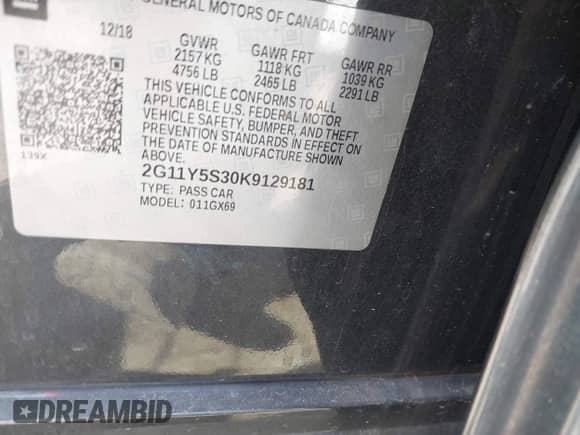 GENERAL MOTORS OF CANADA COMPANY
12/18 GVWR GAWR FRT GAWR RR
2157 KG 1118 KG 1039 KG
4756 LB 2465 LB 2291 LB
THIS VEHICLE CONFORMS TO ALL
APPLICABLE U.S. FEDERAL MOTOR
VEHICLE SAFETY, BUMPER, AND THEFT
PREVENTION STANDARDS IN EFFECT ON
THE DATE OF MANUFACTURE SHOWN
ABOVE.
139X
2G11Y5S30K9129181
TYPE: PASS CAR
MODEL: 011GX69
DREAMBID